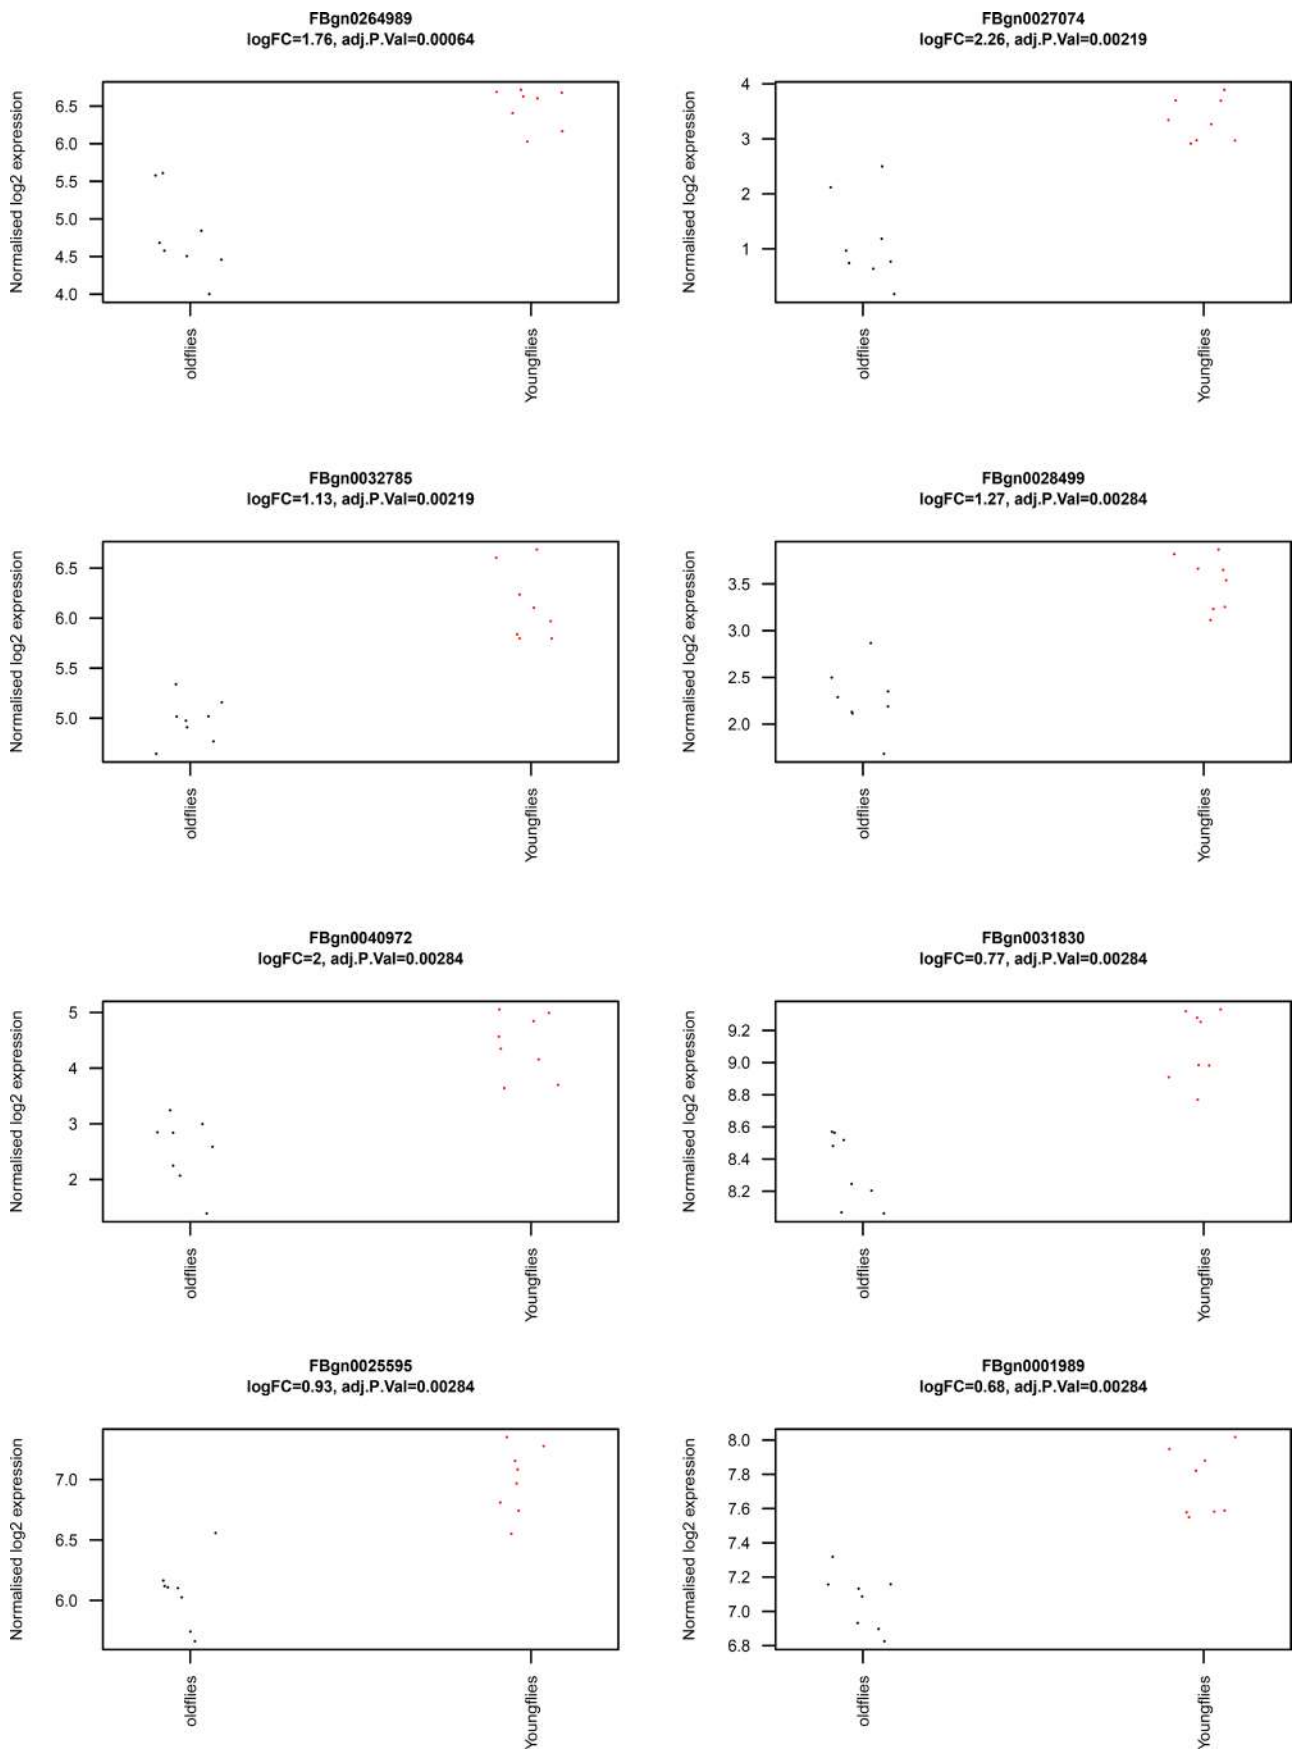 FBgn0264989
logFC=1.76, adj.P.Val=0.00064
Normalised log2 expression
6.5
6.0
5.5
5.0
4.5
4.0
oldflies
Youngflies
FBgn0027074
logFC=2.26, adj.P.Val=0.00219
Normalised log2 expression
4
3
2
1
oldflies
Youngflies
FBgn0032785
logFC=1.13, adj.P.Val=0.00219
Normalised log2 expression
6.5
6.0
5.5
5.0
oldflies
Youngflies
FBgn0028499
logFC=1.27, adj.P.Val=0.00284
Normalised log2 expression
3.5
3.0
2.5
2.0
oldflies
Youngflies
FBgn0040972
logFC=2, adj.P.Val=0.00284
Normalised log2 expression
5
4
3
2
oldflies
Youngflies
FBgn0031830
logFC=0.77, adj.P.Val=0.00284
Normalised log2 expression
9.2
9.0
8.8
8.6
8.4
8.2
oldflies
Youngflies
FBgn0025595
logFC=0.93, adj.P.Val=0.00284
Normalised log2 expression
7.0
6.5
6.0
oldflies
Youngflies
FBgn0001989
logFC=0.68, adj.P.Val=0.00284
Normalised log2 expression
8.0
7.8
7.6
7.4
7.2
7.0
6.8
oldflies
Youngflies